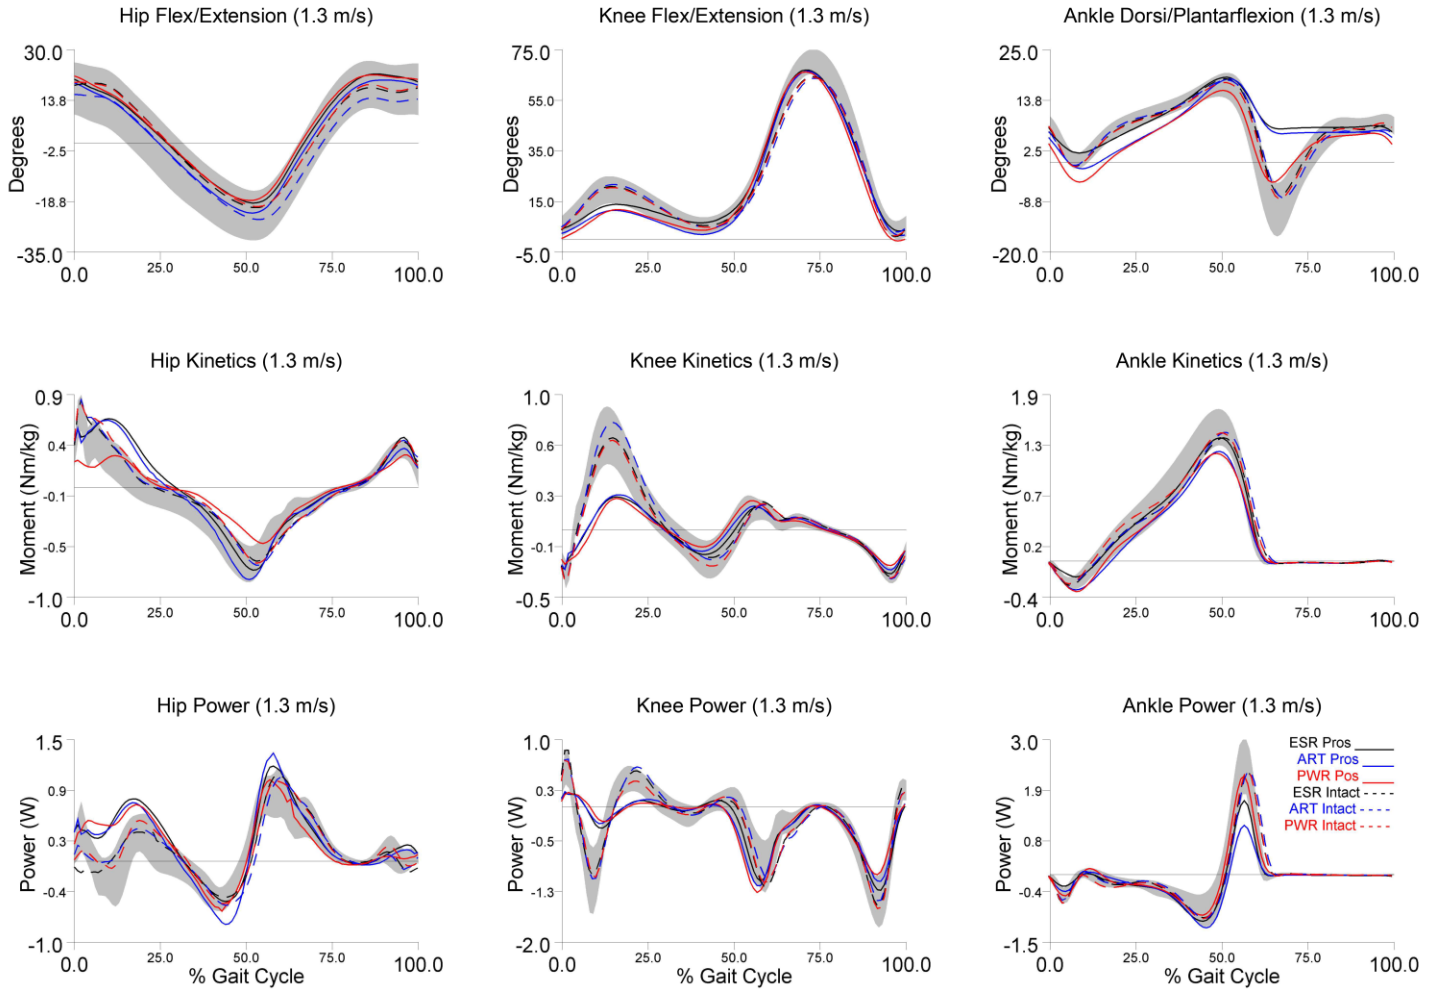 Hip Flex/Extension (1.3 m/s)
30.0
13.8
-2.5
-18.8
-35.0
Degrees
0.0 25.0 50.0 75.0 100.0
Knee Flex/Extension (1.3 m/s)
75.0
55.0
35.0
15.0
-5.0
Degrees
0.0 25.0 50.0 75.0 100.0
Ankle Dorsi/Plantarflexion (1.3 m/s)
25.0
13.8
2.5
-8.8
-20.0
Degrees
0.0 25.0 50.0 75.0 100.0
Hip Kinetics (1.3 m/s)
0.9
0.4
-0.1
-0.5
-1.0
Moment (Nm/kg)
0.0 25.0 50.0 75.0 100.0
Knee Kinetics (1.3 m/s)
1.0
0.6
0.3
-0.1
-0.5
Moment (Nm/kg)
0.0 25.0 50.0 75.0 100.0
Ankle Kinetics (1.3 m/s)
1.9
1.3
0.7
0.2
-0.4
Moment (Nm/kg)
0.0 25.0 50.0 75.0 100.0
Hip Power (1.3 m/s)
1.5
0.9
0.3
-0.4
-1.0
Power (W)
0.0 25.0 50.0 75.0 100.0
% Gait Cycle
Knee Power (1.3 m/s)
1.0
0.3
-0.5
-1.3
-2.0
Power (W)
0.0 25.0 50.0 75.0 100.0
% Gait Cycle
Ankle Power (1.3 m/s)
3.0
1.9
0.8
-0.4
-1.5
Power (W)
0.0 25.0 50.0 75.0 100.0
% Gait Cycle
ESR Pros
ART Pros
PWR Pos
ESR Intact
ART Intact
PWR Intact